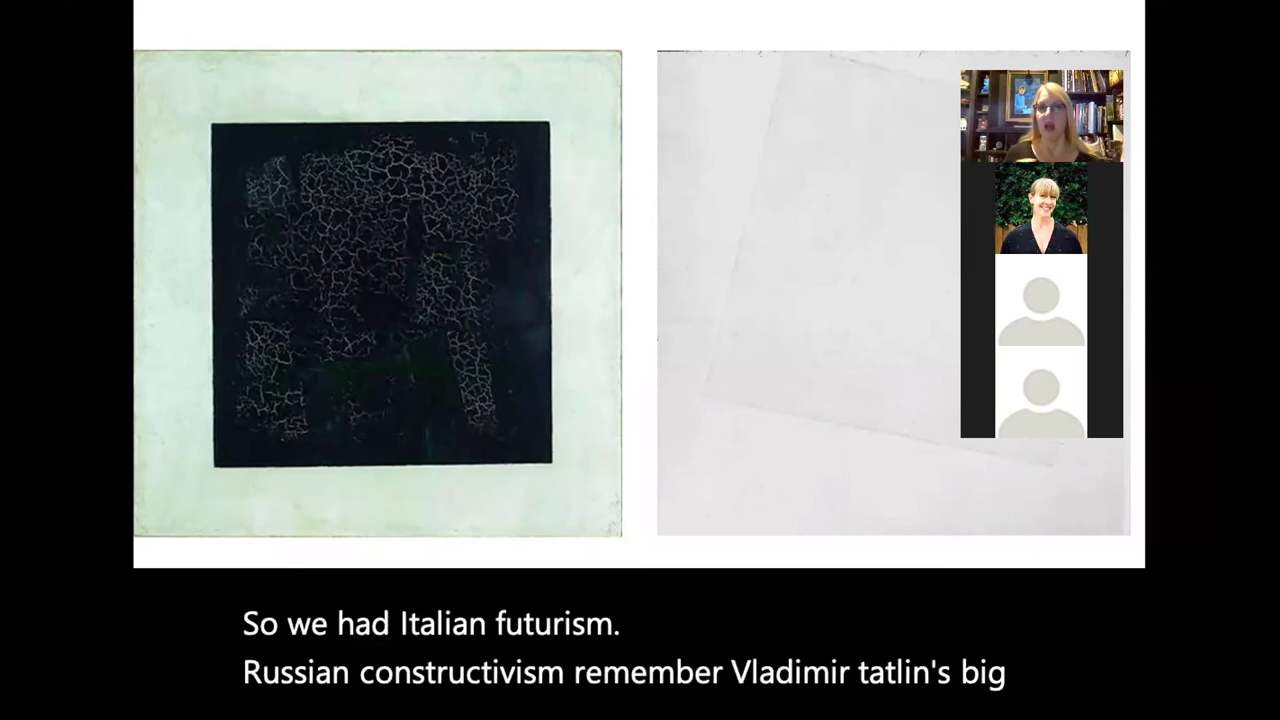 So we had Italian futurism.
Russian constructivism remember Vladimir tatlin's big